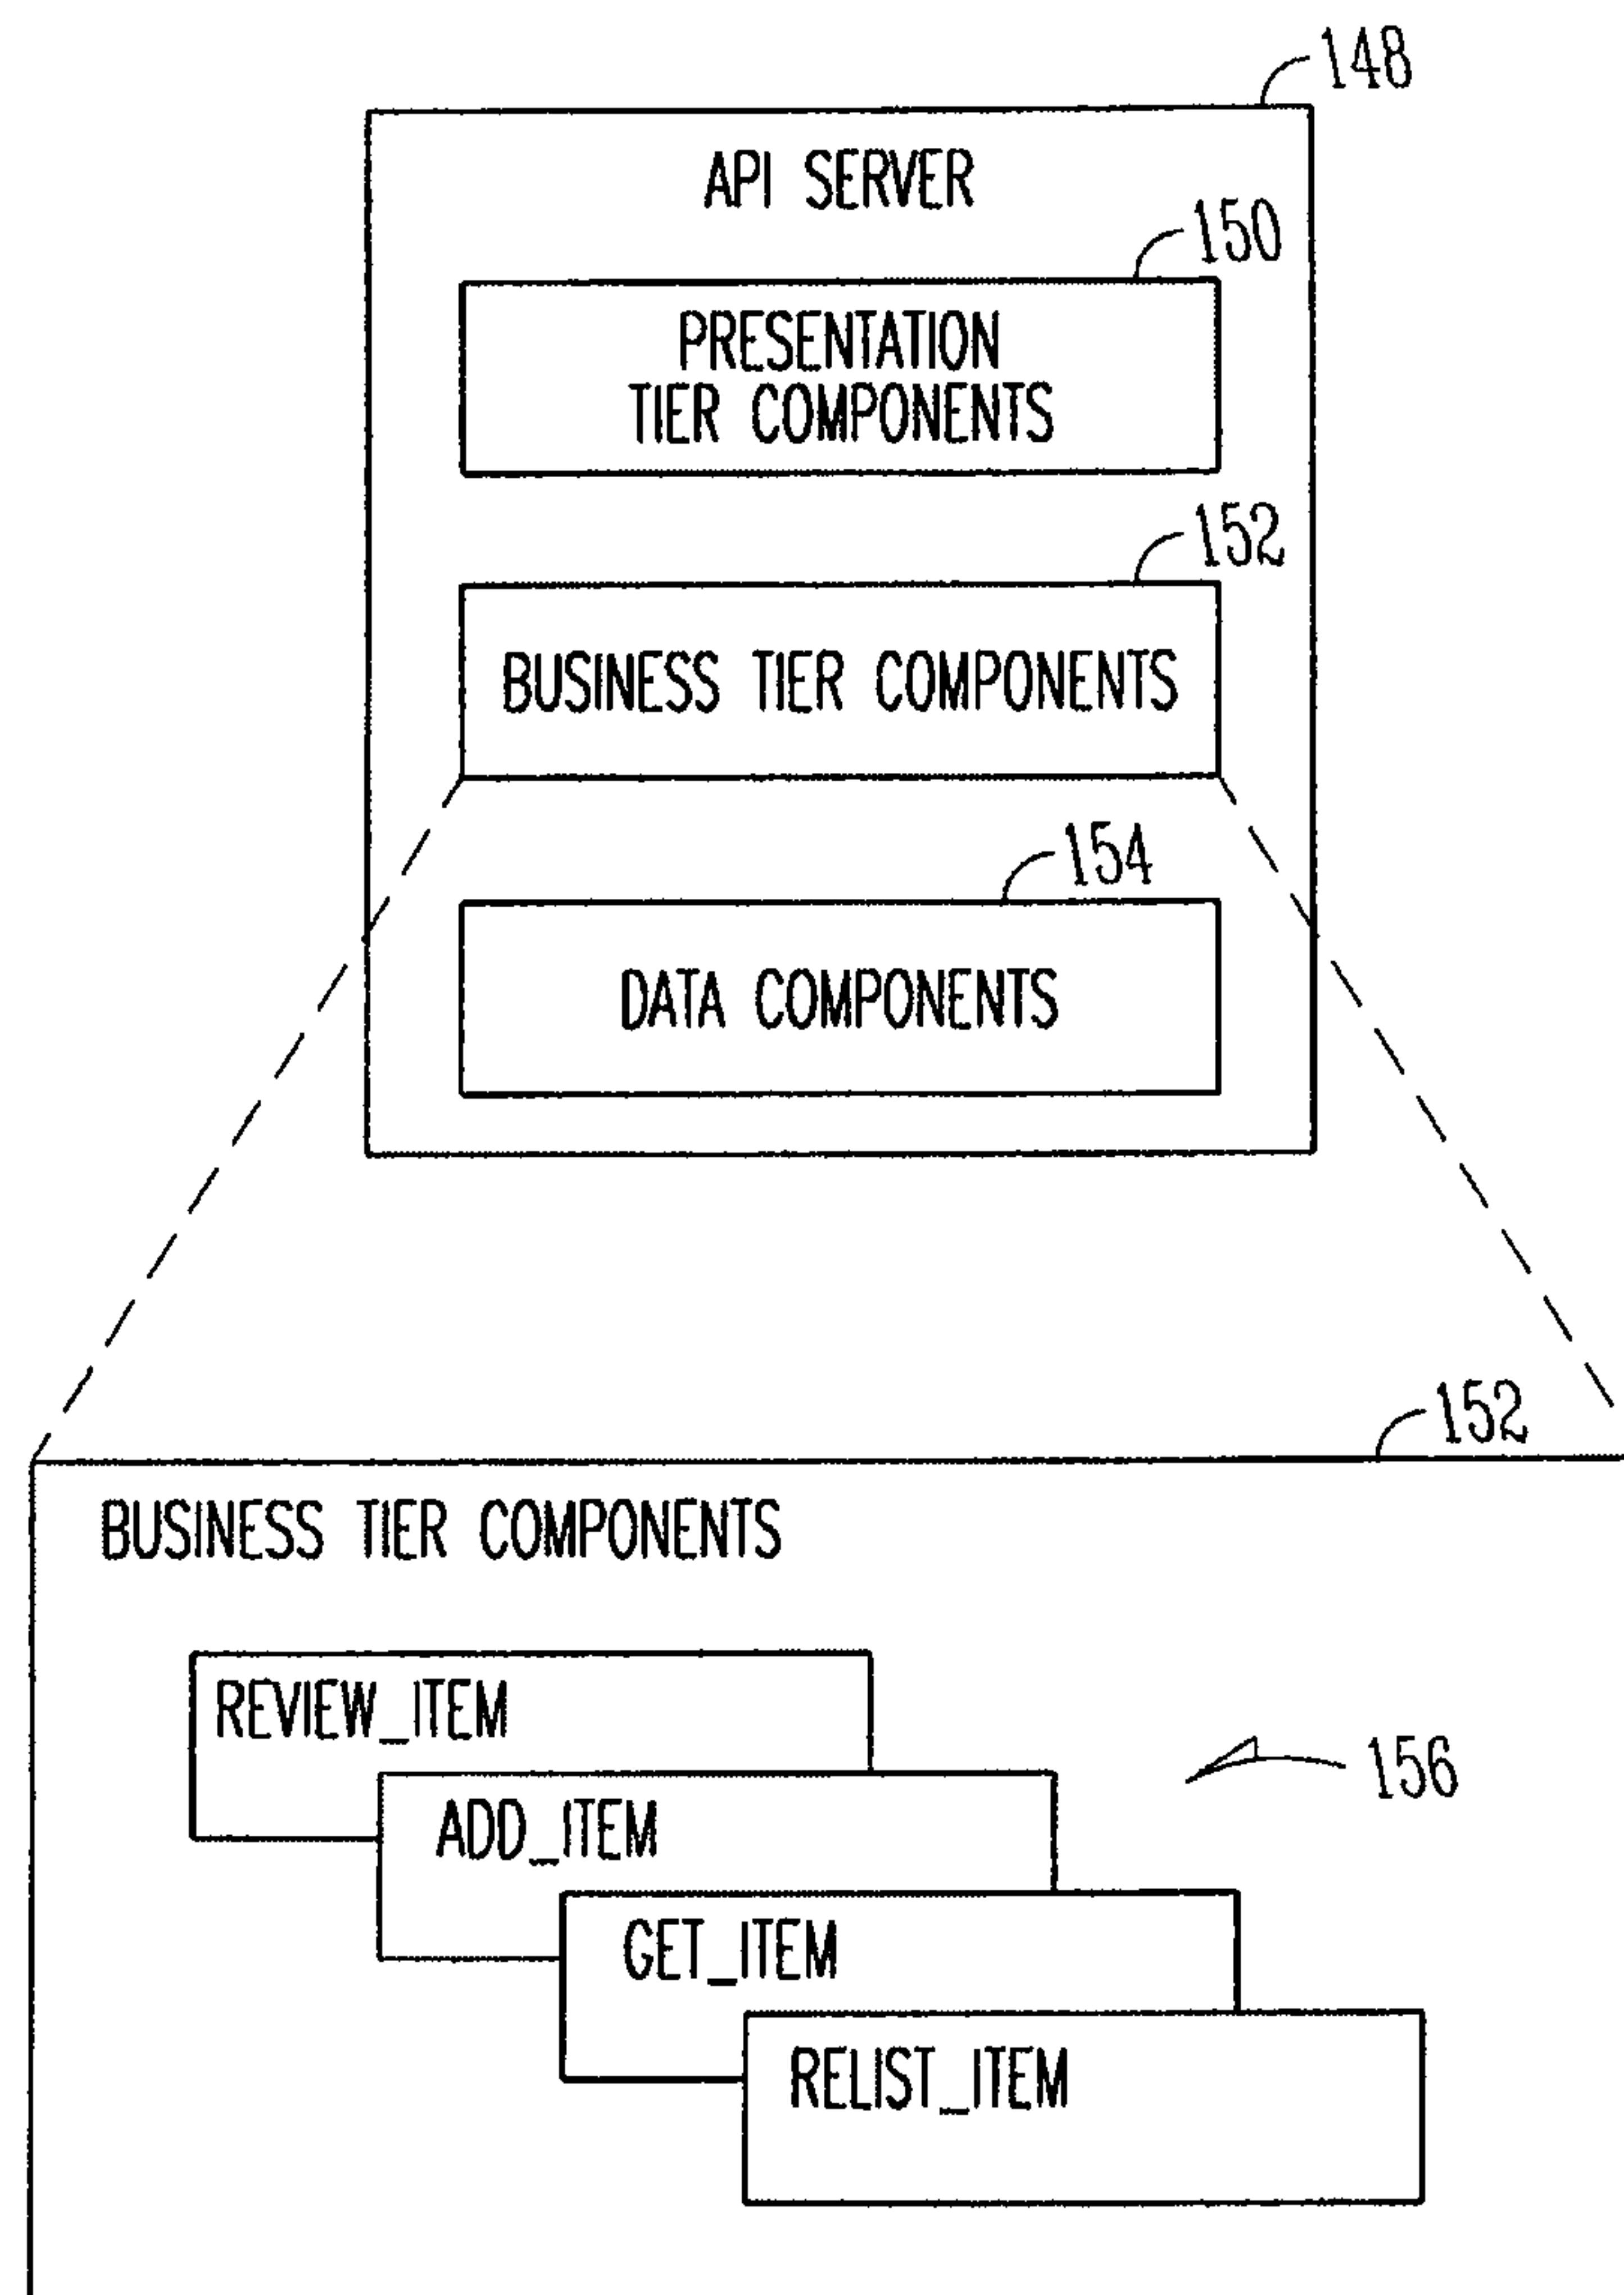 148
API SERVER
150
PRESENTATION
TIER COMPONENTS
152
BUSINESS TIER COMPONENTS
154
DATA COMPONENTS
152
BUSINESS TIER COMPONENTS
REVIEW_ITEM
156
ADD_ITEM
GET_ITEM
RELIST_ITEM